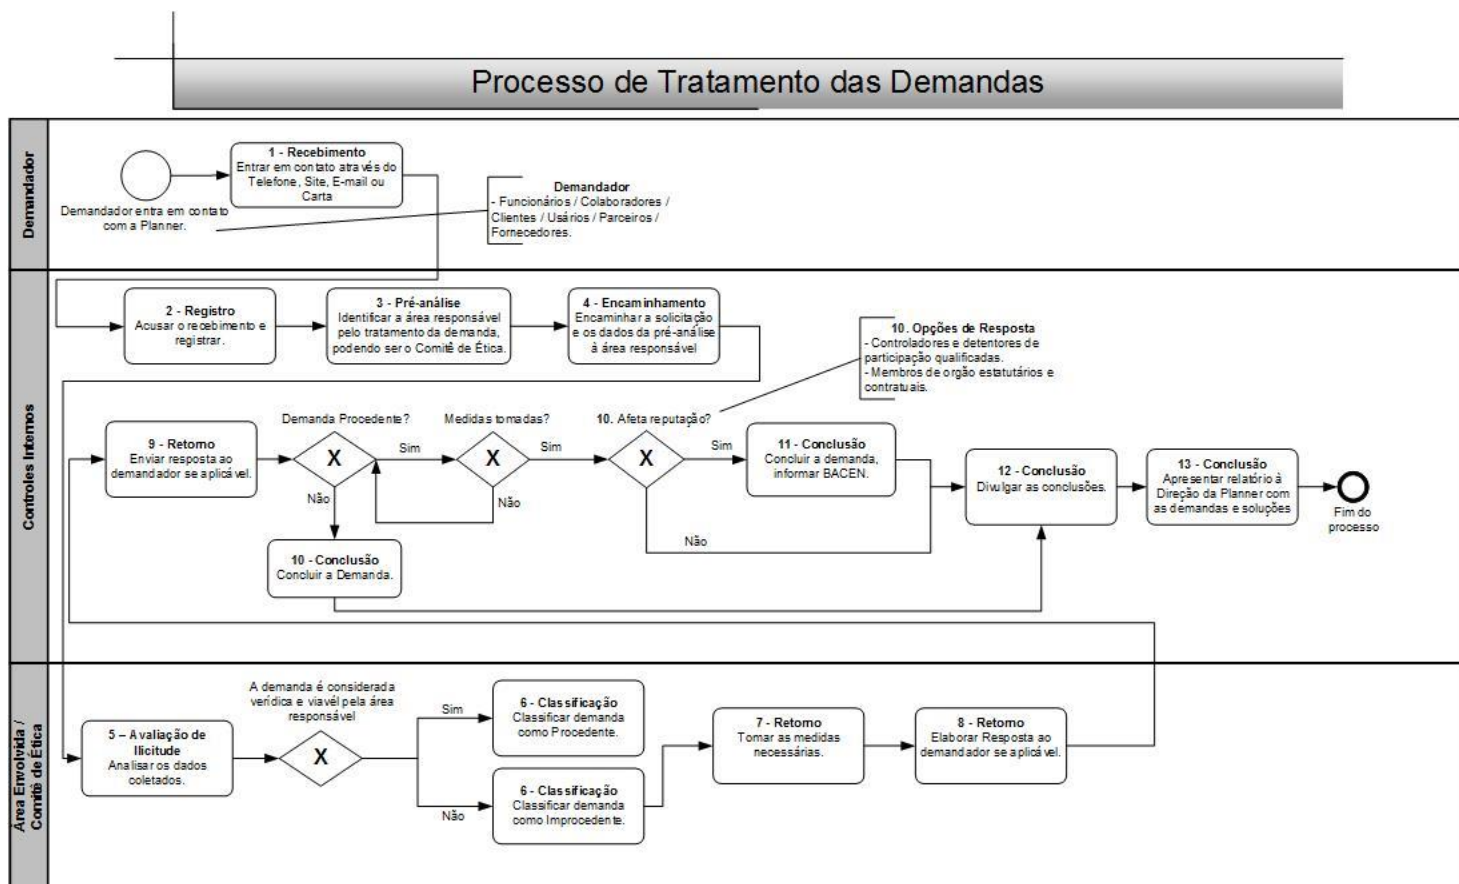 Processo de Tratamento das Demandas
Demandador
1 - Recebimento
Entrar em contato através do
Telefone, Site, E-mail ou
Carta
Demandador entra em contato
com a Planner.
Demandador
- Funcionários / Colaboradores /
Clientes / Usários / Parceiros /
Fornecedores.
Controles Internos
2 - Registro
Acusar o recebimento e
registrar.
3 - Pré-análise
Identificar a área responsável
pelo tratamento da demanda,
podendo ser o Comitê de Ética.
4 - Encaminhamento
Encaminhar a solicitação
e os dados da pré-análise
à área responsável
10. Opções de Resposta
- Controladores e detentores de
participação qualificadas.
- Membros de orgão estatutários e
contratuais.
9 - Retorno
Enviar resposta ao
demandador se aplicável.
Demanda Procedente?
X
Sim
Não
Medidas tomadas?
X
Sim
Não
10. Afeta reputação?
X
Sim
Não
11 - Conclusão
Concluir a demanda,
informar BACEN.
12 - Conclusão
Divulgar as conclusões.
13 - Conclusão
Apresentar relatório à
Direção da Planner com
as demandas e soluções
Fim do
processo
10 - Conclusão
Concluir a Demanda.
Área Envolvida /
Comitê de Ética
5 – Avaliação de
Ilicitude
Analisar os dados
coletados.
A demanda é considerada
verídica e viavél pela área
responsável
X
Sim
Não
6 - Classificação
Classificar demanda
como Procedente.
6 - Classificação
Classificar demanda
como Improcedente.
7 - Retorno
Tomar as medidas
necessárias.
8 - Retorno
Elaborar Resposta ao
demandador se aplicável.